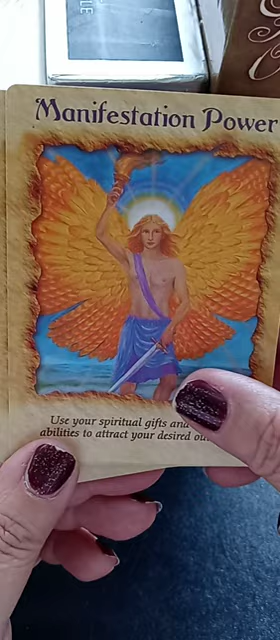 Manifestation Power
Use your spiritual gifts and
abilities to attract your desired